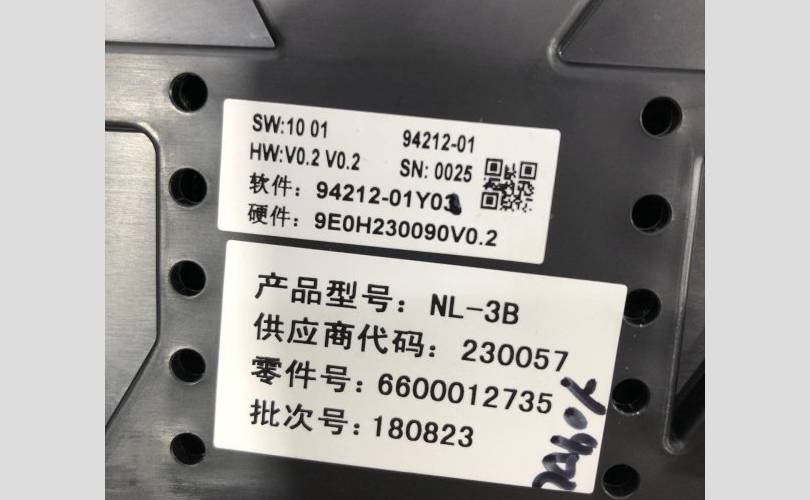 SW:10 01 94212-01
HW:V0.2 V0.2 SN: 0025
软件：94212-01Y03
硬件：9E0H230090V0.2
产品型号：NL-3B
供应商代码：230057
零件号：6600012735
批次号：180823